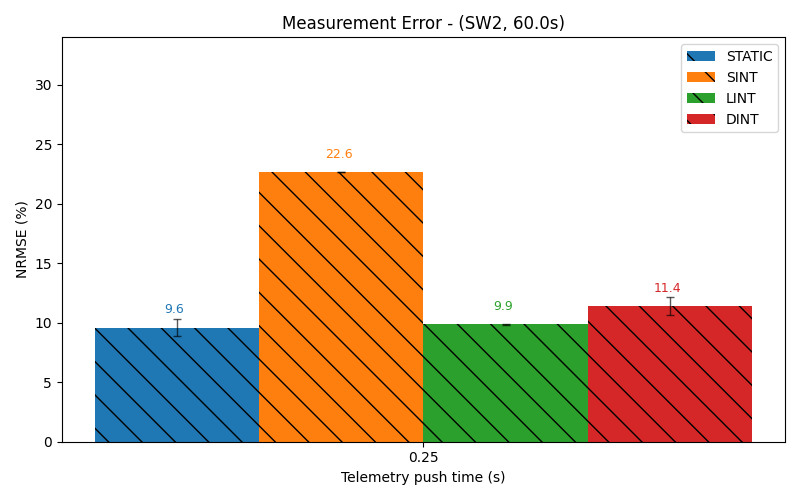 Measurement Error - (SW2, 60.0s)
STATIC
SINT
LINT
DINT
NRMSE (%)
30
25
20
15
10
5
0
9.6
22.6
9.9
11.4
0.25
Telemetry push time (s)